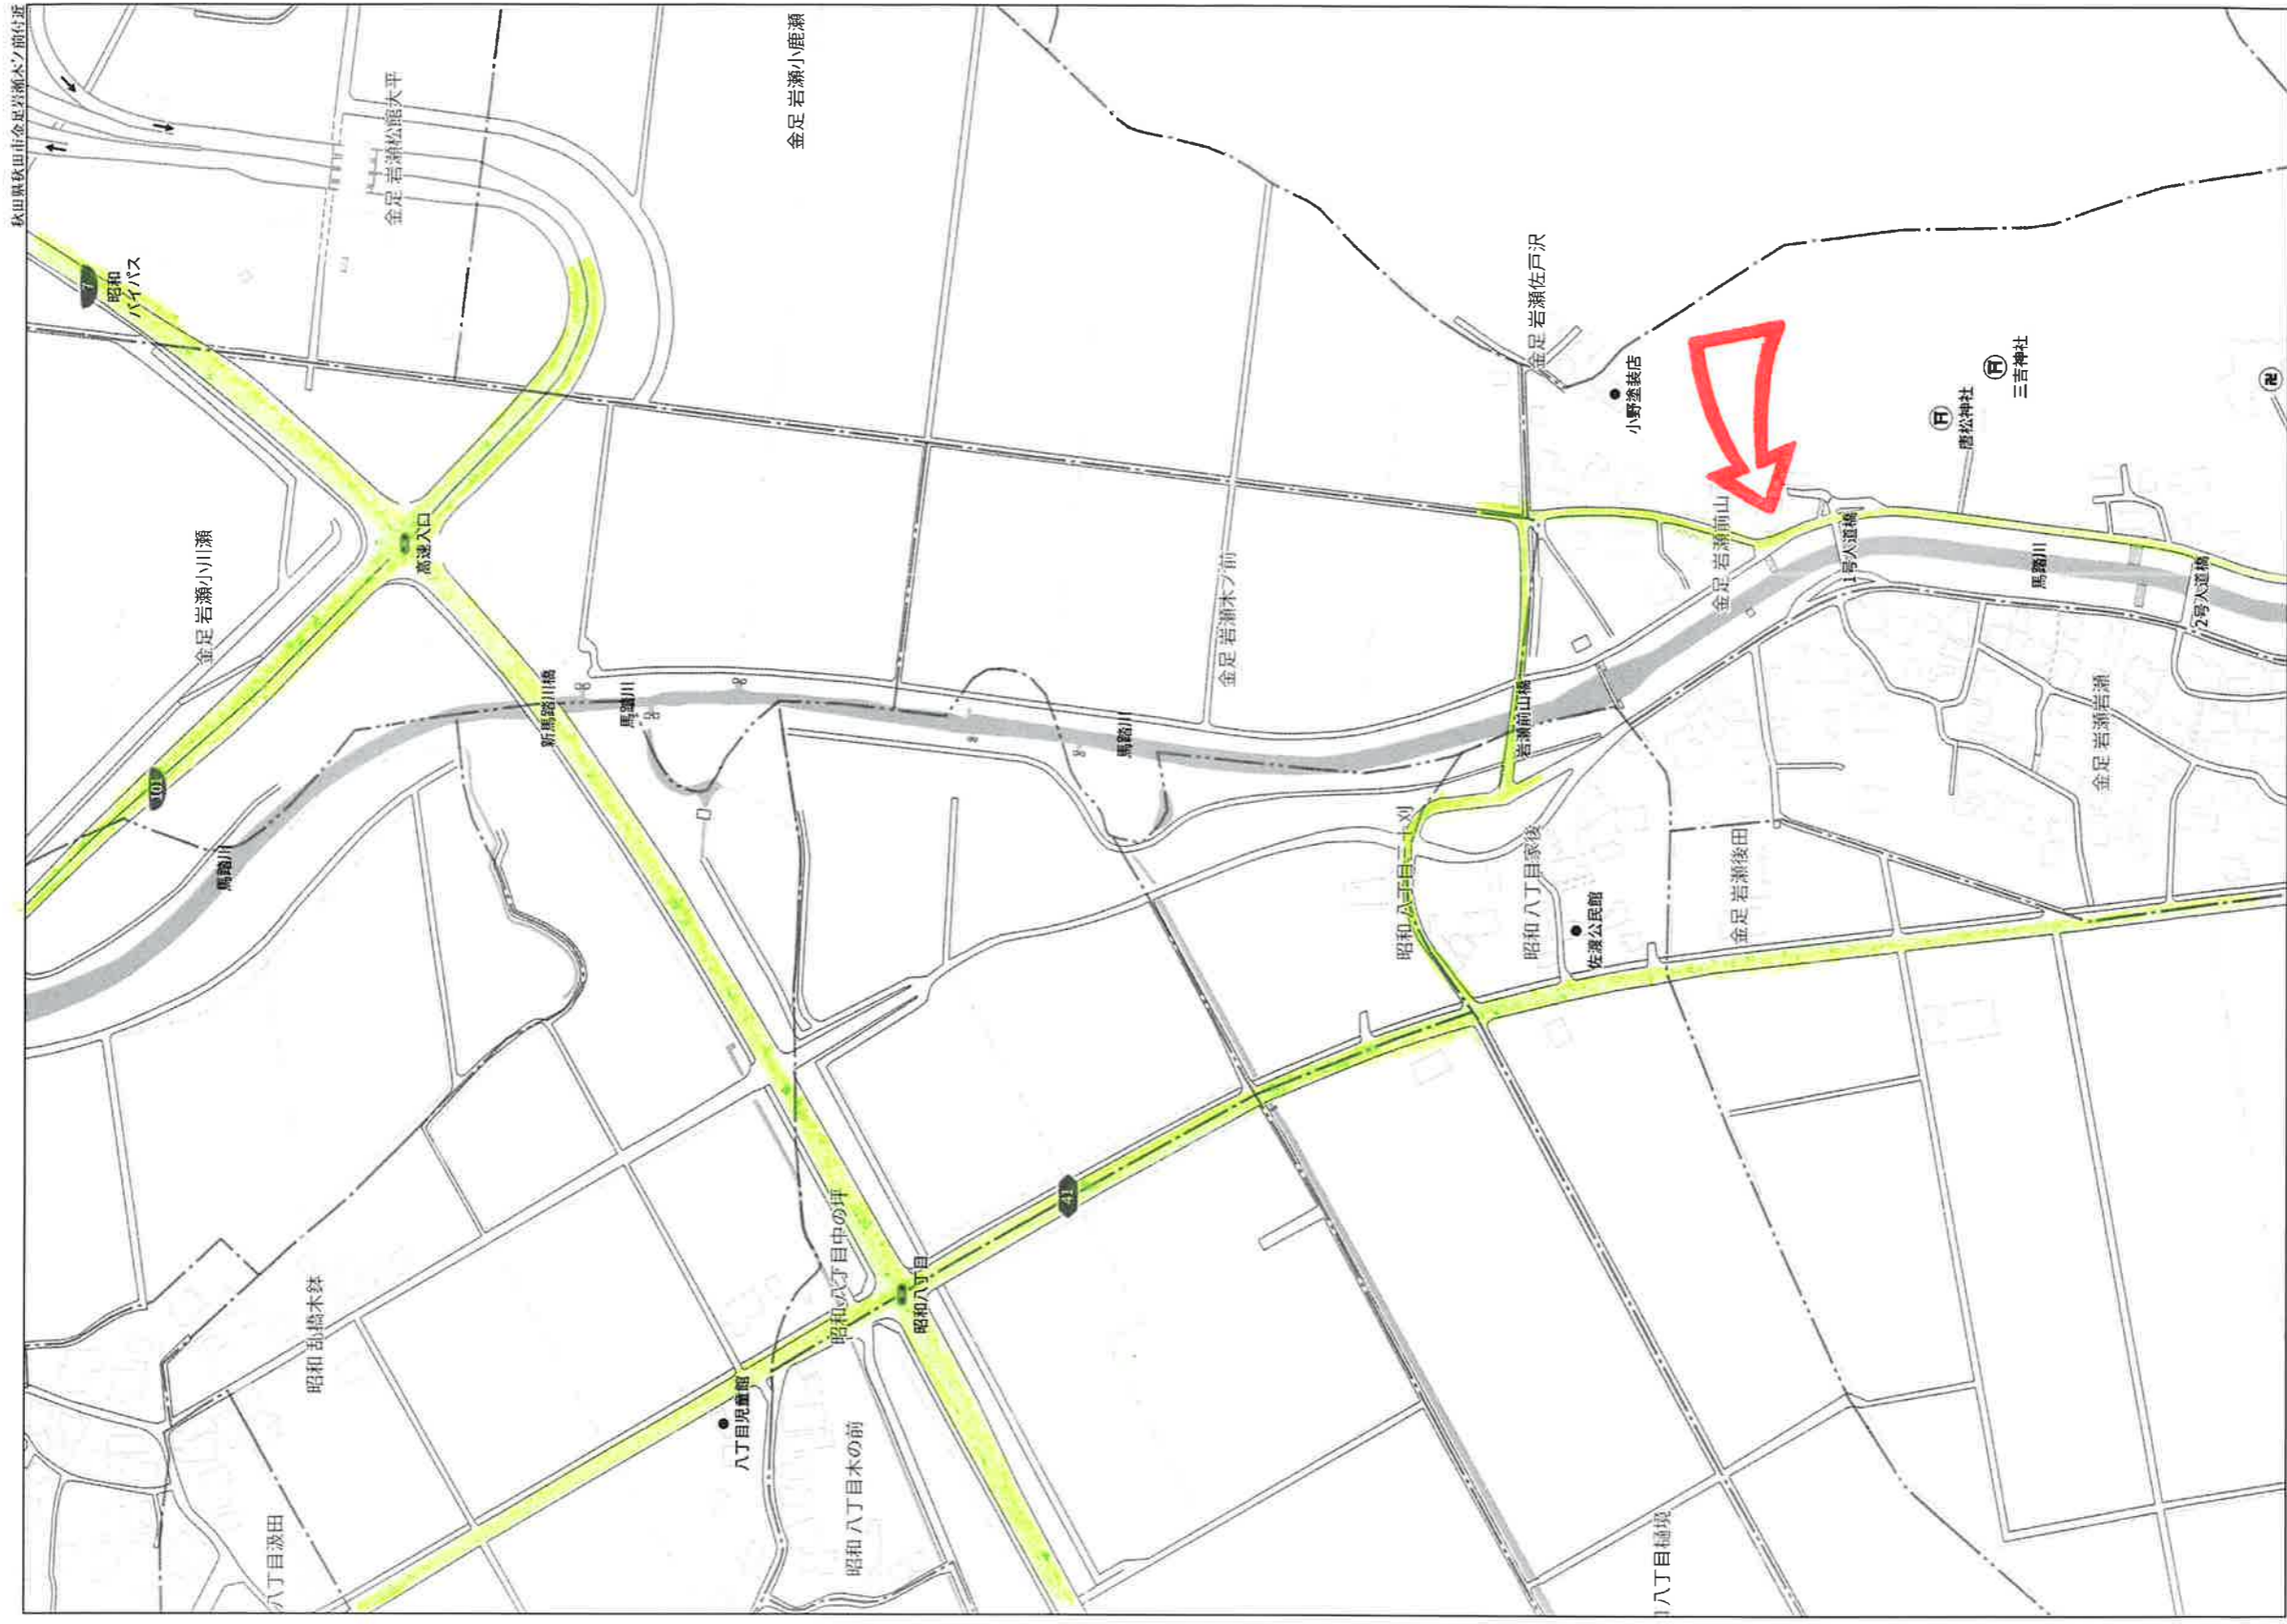 秋田県秋田市金足岩瀬木ノ前付近
7
昭和
バイパス
金足 岩瀬松館大平
金足 岩瀬小鹿瀬
高速入口
金足 岩瀬小川瀬
101
馬踏川
新馬踏川橋
馬踏川
馬踏川
金足 岩瀬木ノ前
金足 岩瀬佐戸沢
小野塗装店
唐松神社
三吉神社
金足 岩瀬前山
1号人道橋
馬踏川
2号人道橋
岩瀬前山橋
昭和 八丁目二十刈
昭和 八丁目家後
佐渡公民館
金足 岩瀬後田
金足 岩瀬岩瀬
41
昭和 八丁目中の坪
昭和八丁目
昭和 乱橋木鉢
八丁目児童館
昭和 八丁目木の前
八丁目汲田
八丁目樋境